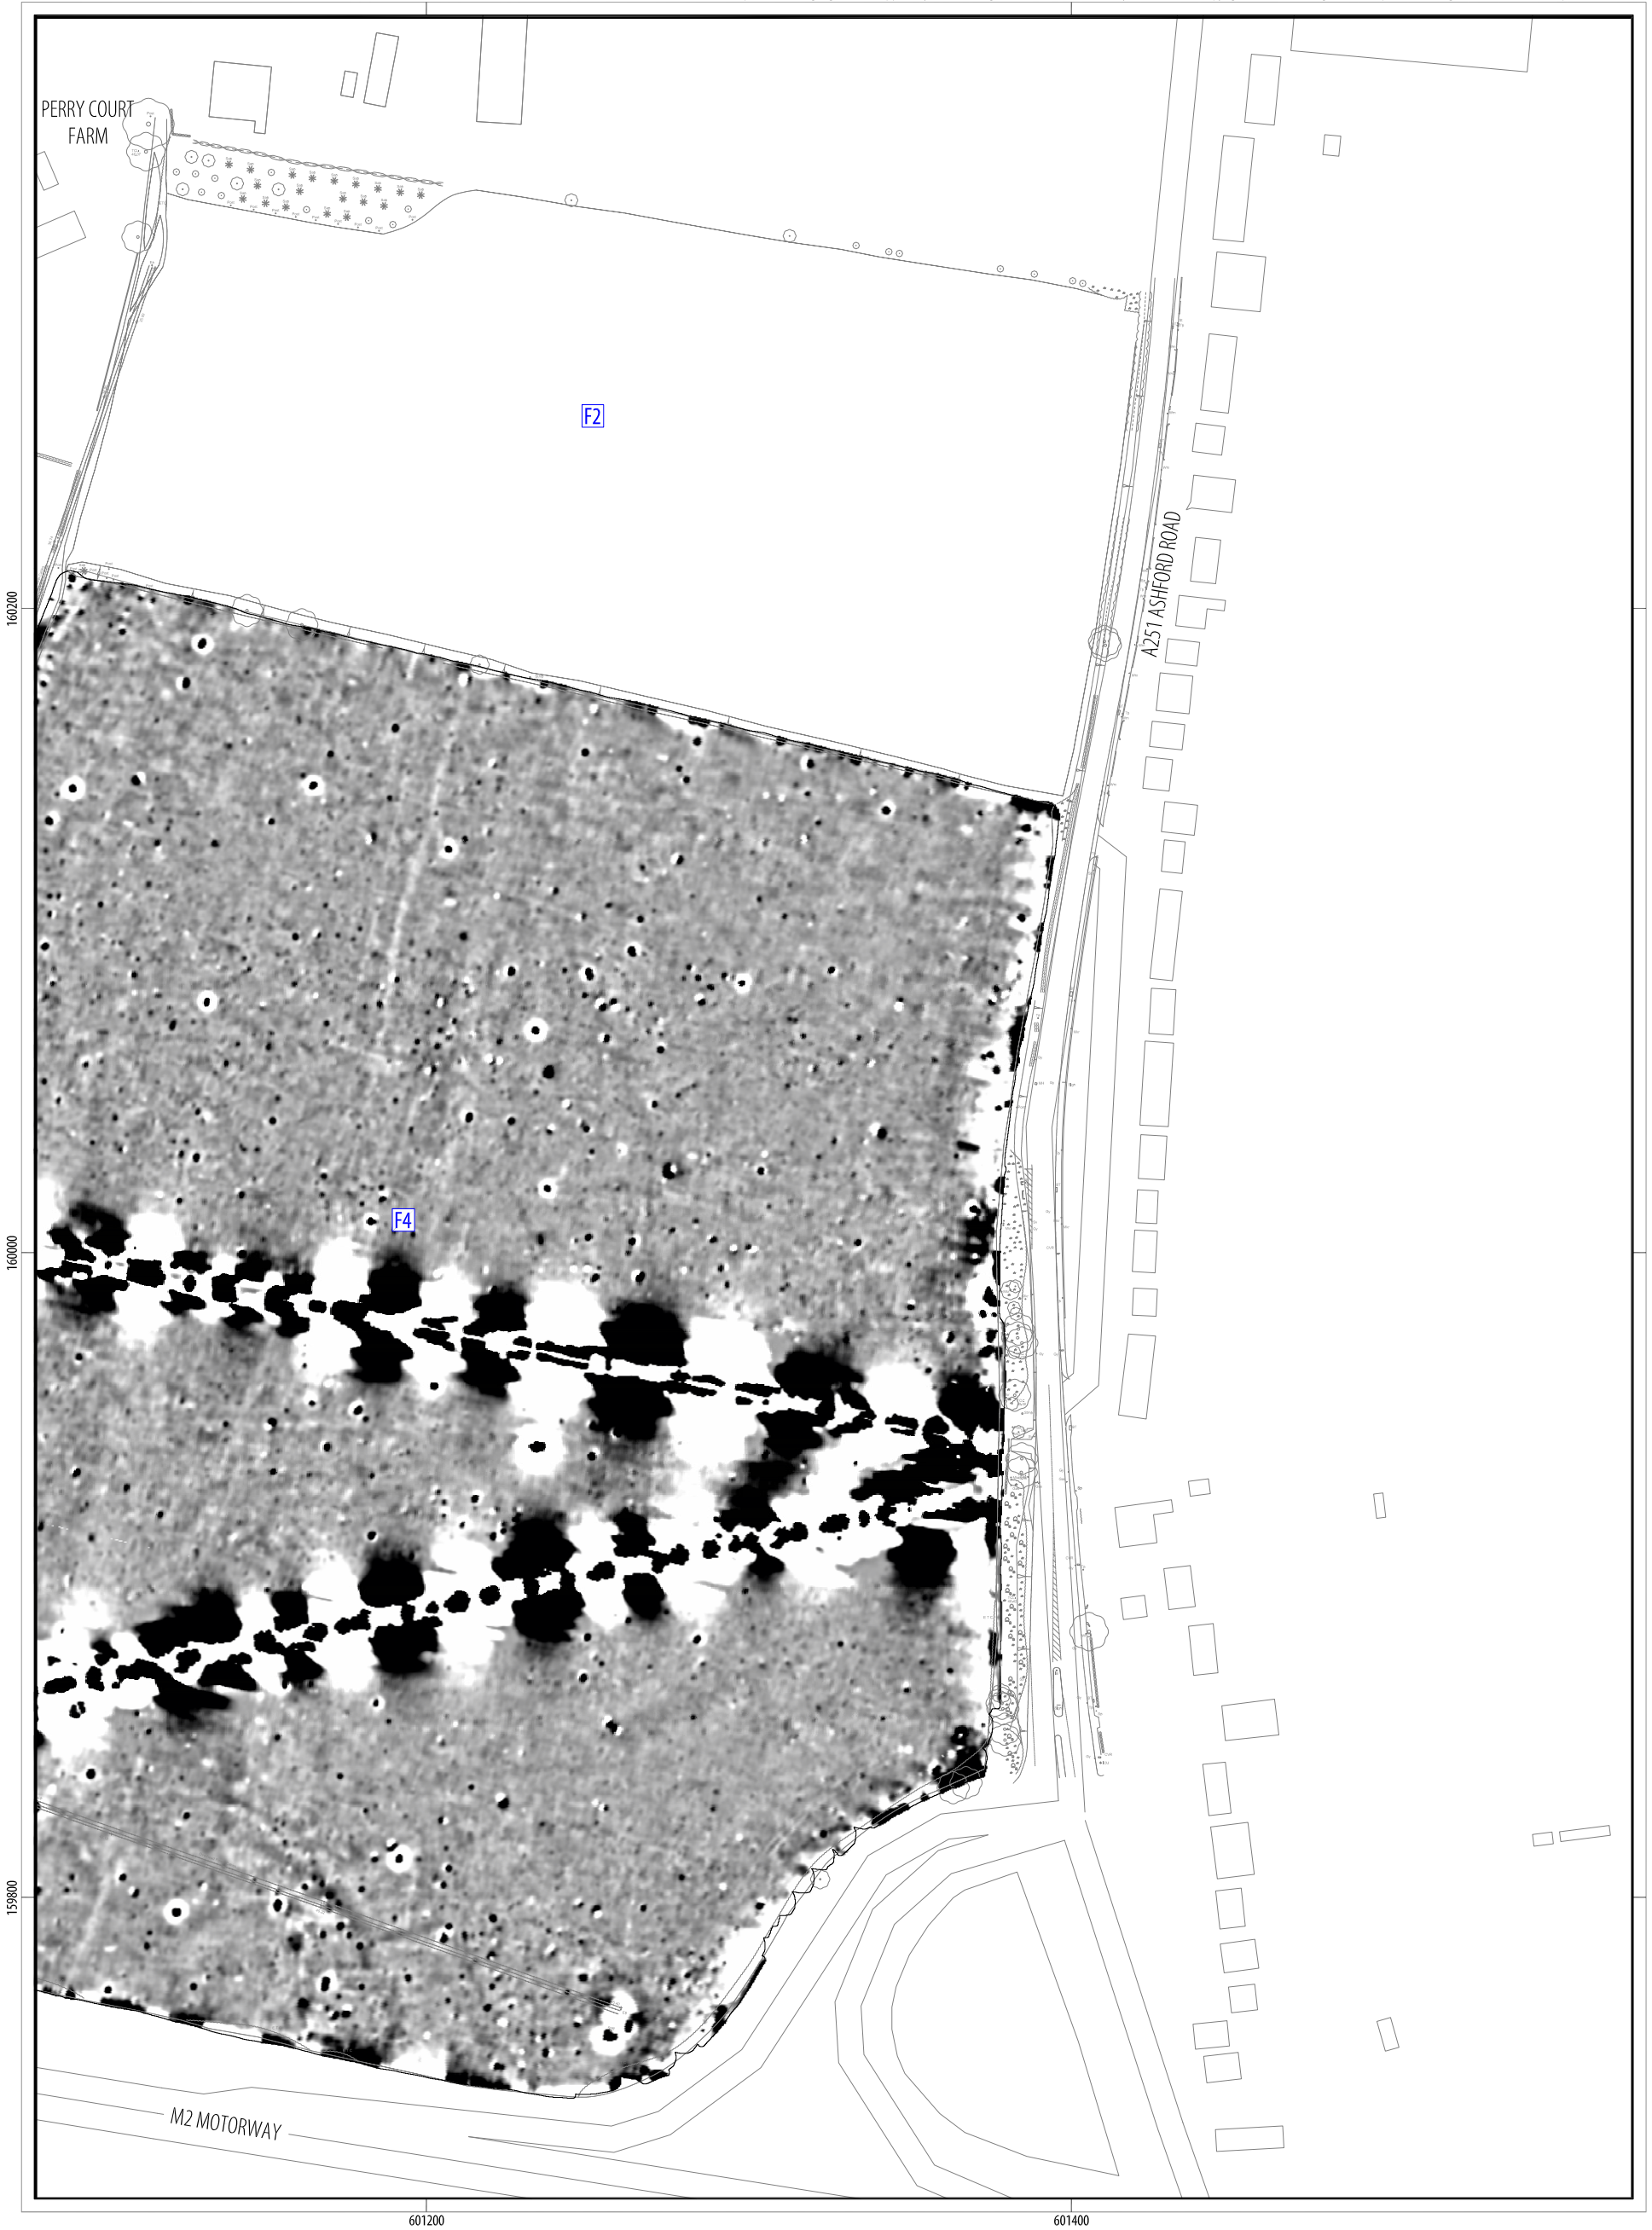 PERRY COURT
FARM
F2
A251 ASHFORD ROAD
160200
F4
160000
159800
M2 MOTORWAY
601200
601400